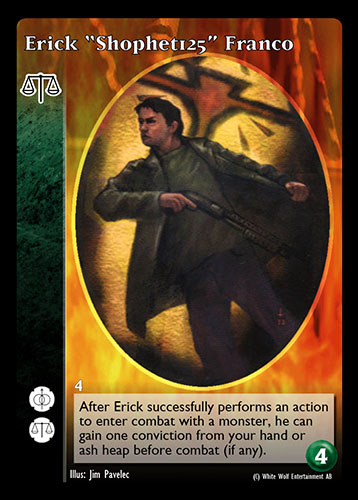 Erick "Shophet125" Franco
4
After Erick successfully performs an action
to enter combat with a monster, he can
gain one conviction from your hand or
ash heap before combat (if any).
4
Illus: Jim Pavelec
(C) White Wolf Entertainment AB